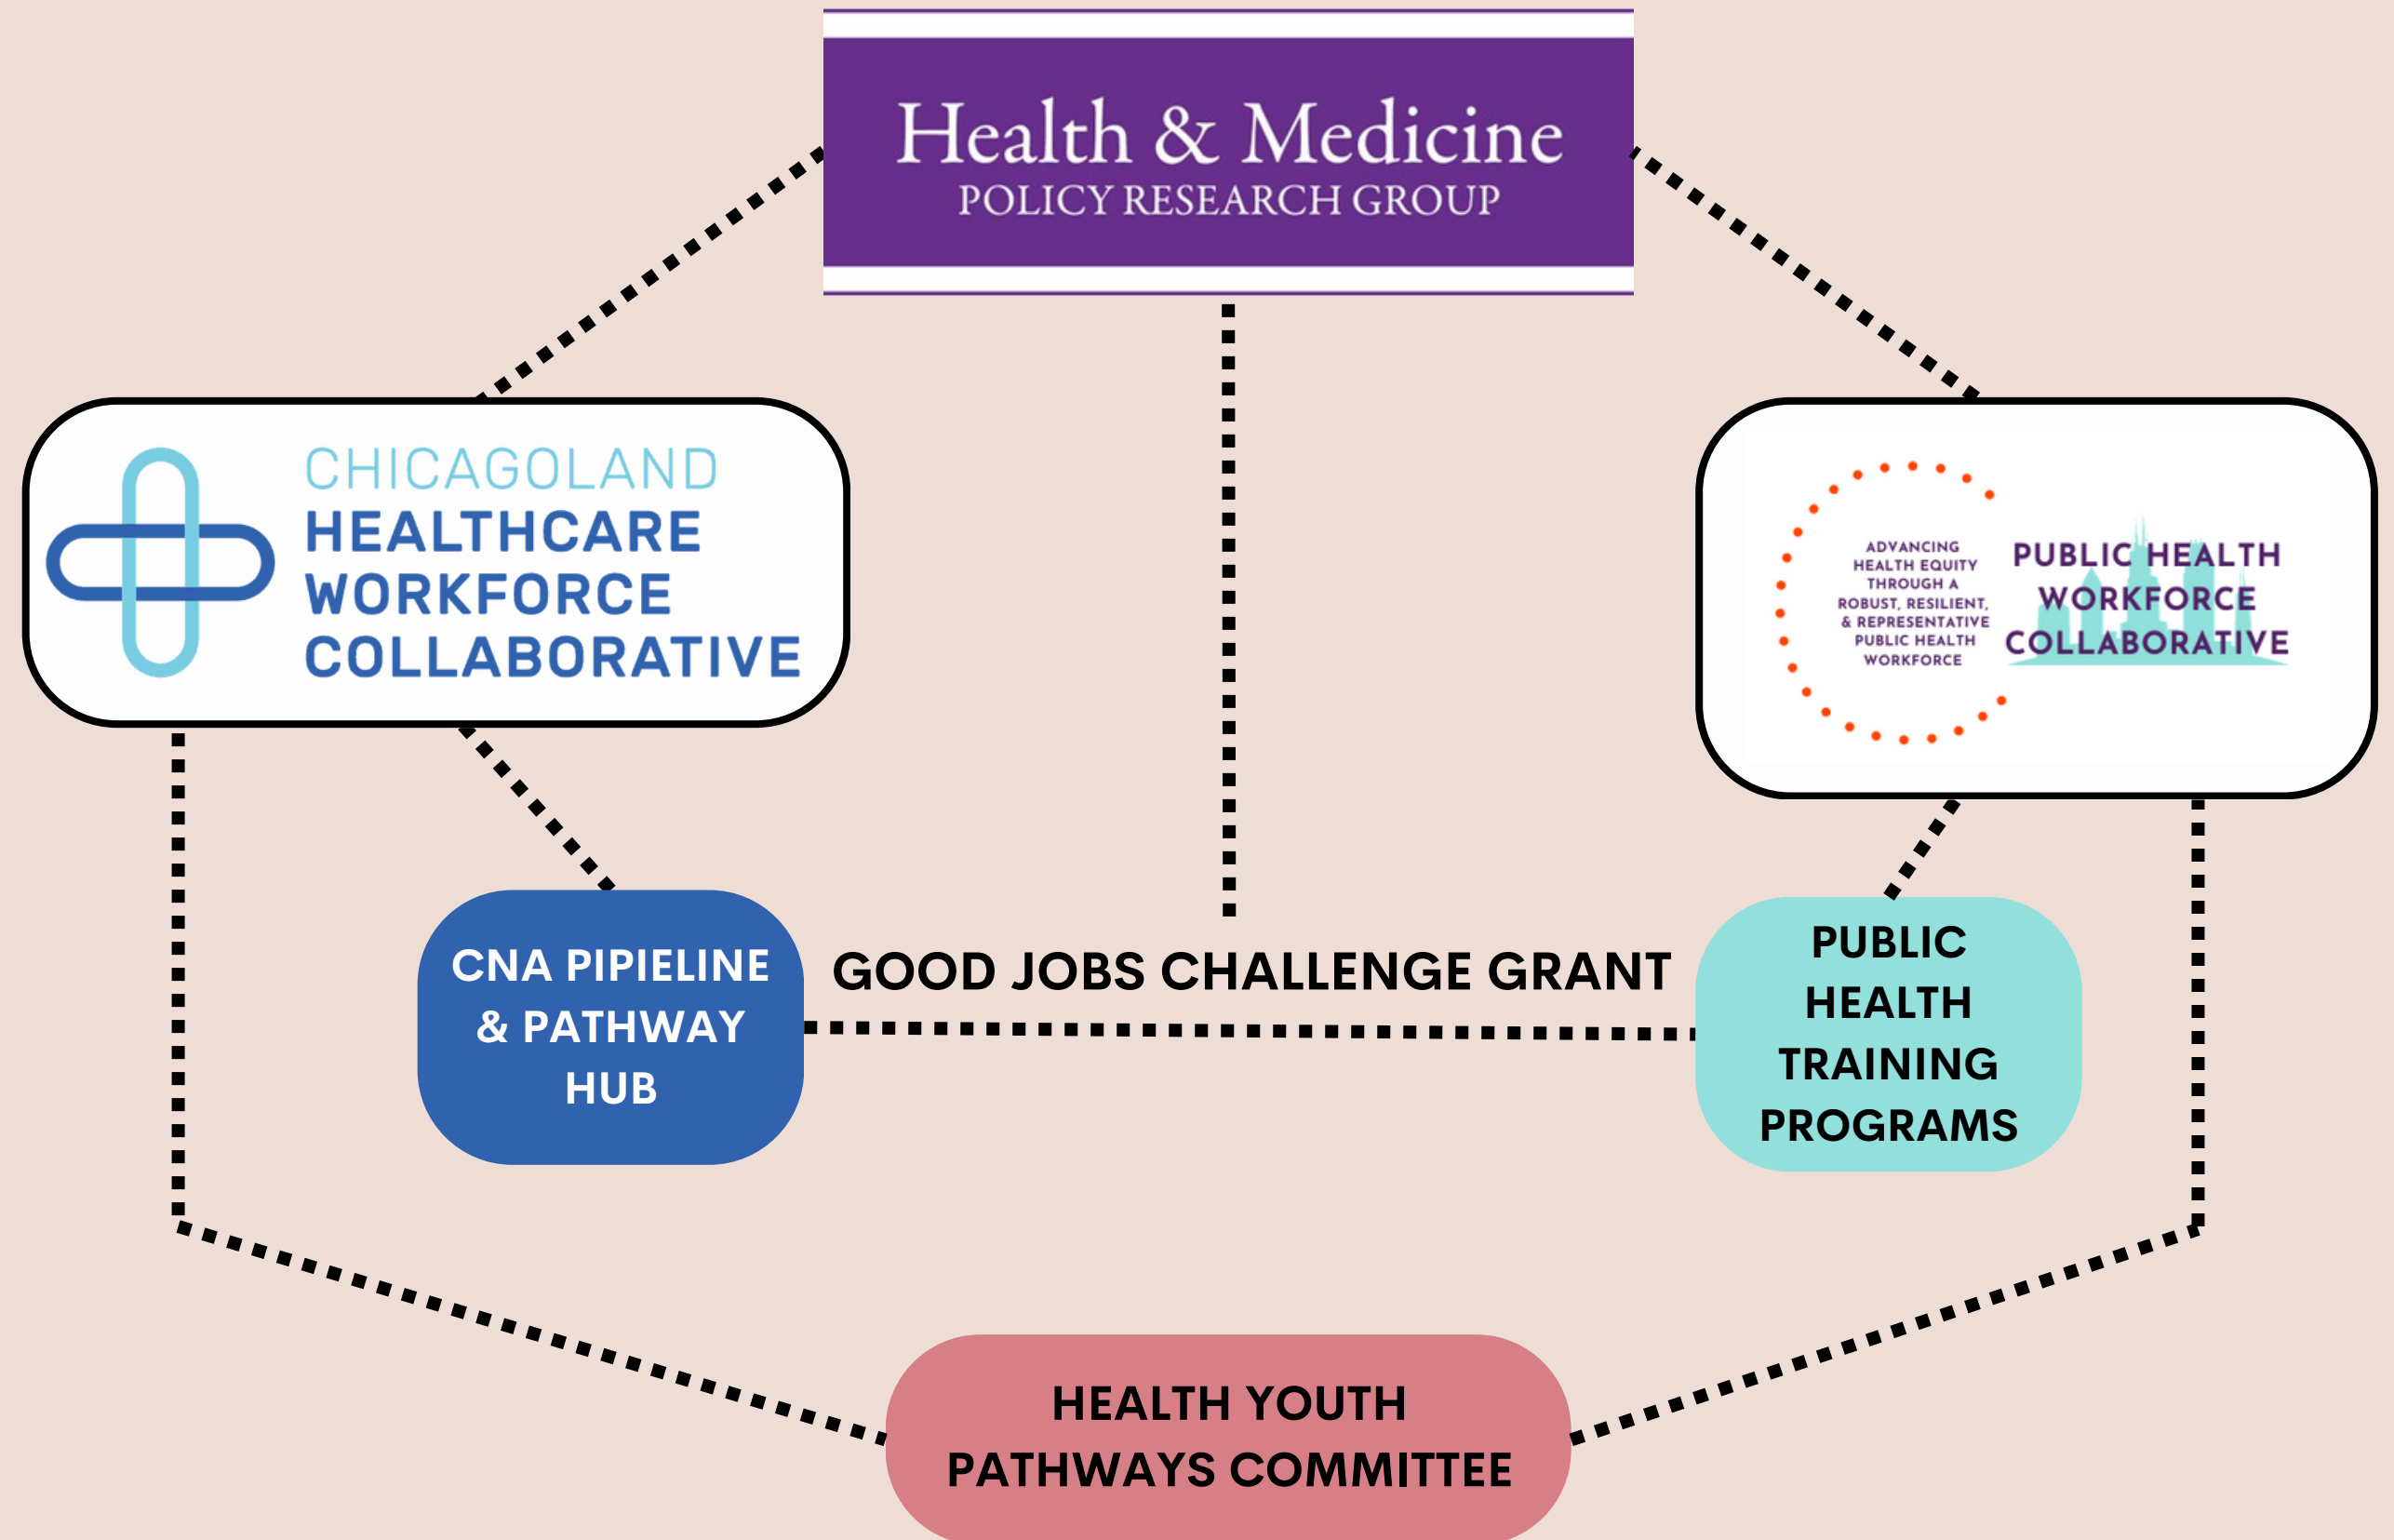 Health & Medicine
POLICY RESEARCH GROUP
CHICAGOLAND
HEALTHCARE
WORKFORCE
COLLABORATIVE
ADVANCING
HEALTH EQUITY
THROUGH A
ROBUST, RESILIENT,
& REPRESENTATIVE
PUBLIC HEALTH
WORKFORCE
PUBLIC HEALTH
WORKFORCE
COLLABORATIVE
CNA PIPIELINE
& PATHWAY
HUB
GOOD JOBS CHALLENGE GRANT
PUBLIC
HEALTH
TRAINING
PROGRAMS
HEALTH YOUTH
PATHWAYS COMMITTEE